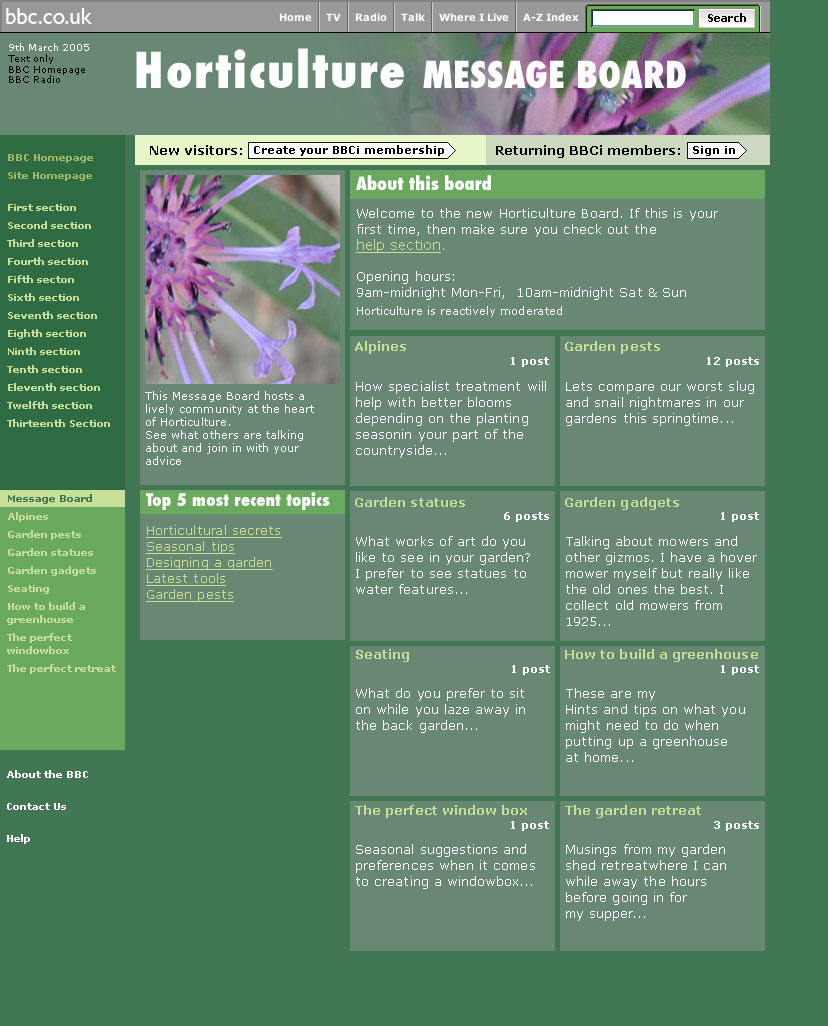 bbc.co.uk
Home TV Radio Talk Where I Live A-Z Index Search
9th March 2005
Text only
BBC Homepage
BBC Radio
Horticulture MESSAGE BOARD
New visitors: Create your BBCi membership
Returning BBCi members: Sign in
BBC Homepage
Site Homepage
First section
Second section
Third section
Fourth section
Fifth secton
Sixth section
Seventh section
Eighth section
Ninth section
Tenth section
Eleventh section
Twelfth section
Thirteenth Section
Message Board
Alpines
Garden pests
Garden statues
Garden gadgets
Seating
How to build a
greenhouse
The perfect
windowbox
The perfect retreat
About the BBC
Contact Us
Help
This Message Board hosts a
lively community at the heart
of Horticulture.
See what others are talking
about and join in with your
advice
Top 5 most recent topics
Horticultural secrets
Seasonal tips
Designing a garden
Latest tools
Garden pests
About this board
Welcome to the new Horticulture Board. If this is your
first time, then make sure you check out the
help section.
Opening hours:
9am-midnight Mon-Fri, 10am-midnight Sat & Sun
Horticulture is reactively moderated
Alpines
1 post
How specialist treatment will
help with better blooms
depending on the planting
seasonin your part of the
countryside...
Garden pests
12 posts
Lets compare our worst slug
and snail nightmares in our
gardens this springtime...
Garden statues
6 posts
What works of art do you
like to see in your garden?
I prefer to see statues to
water features...
Garden gadgets
1 post
Talking about mowers and
other gizmos. I have a hover
mower myself but really like
the old ones the best. I
collect old mowers from
1925...
Seating
1 post
What do you prefer to sit
on while you laze away in
the back garden...
How to build a greenhouse
1 post
These are my
Hints and tips on what you
might need to do when
putting up a greenhouse
at home...
The perfect window box
1 post
Seasonal suggestions and
preferences when it comes
to creating a windowbox...
The garden retreat
3 posts
Musings from my garden
shed retreatwhere I can
while away the hours
before going in for
my supper...